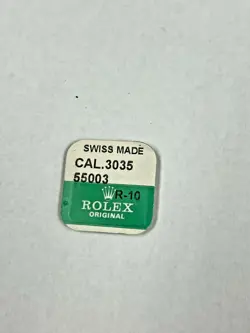 SWISS MADE
CAL.3035
55003
R-10
ROLEX
ORIGINAL